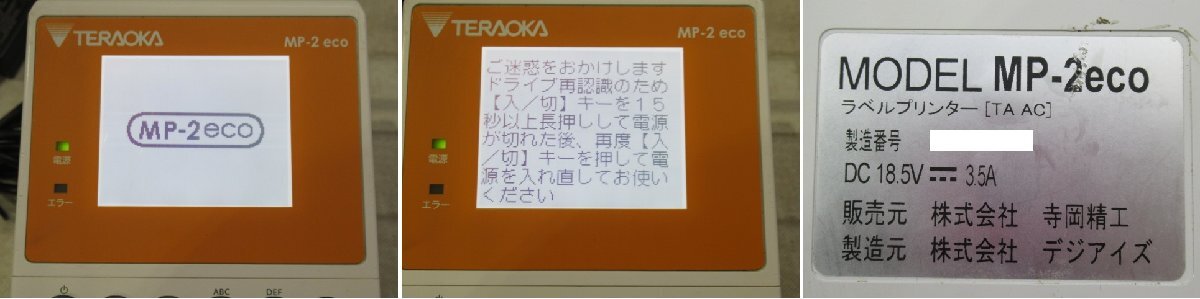 TERAOKA
MP-2 eco
MP-2eco
電源
エラー
ABC
DEF
TERAOKA
MP-2 eco
ご迷惑をおかけします
ドライブ再認識のため
【入／切】キーを１５
秒以上長押しして電源
が切れた後、再度【入
／切】キーを押して電
源を入れ直してお使い
ください
電源
エラー
MODEL MP-2eco
ラベルプリンター [TA AC]
製造番号
DC 18.5V 3.5A
販売元 株式会社 寺岡精工
製造元 株式会社 デジアイズ